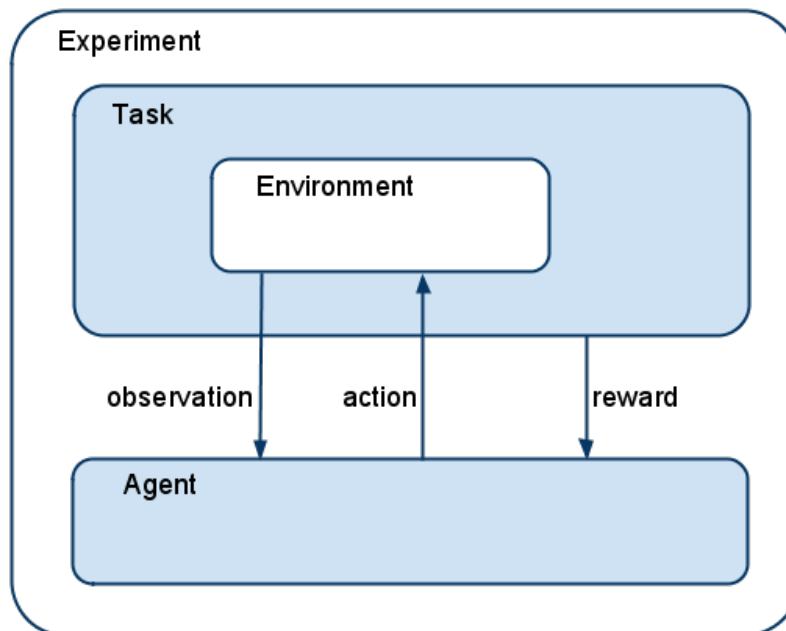 Experiment
Task
Environment
observation
action
reward
Agent